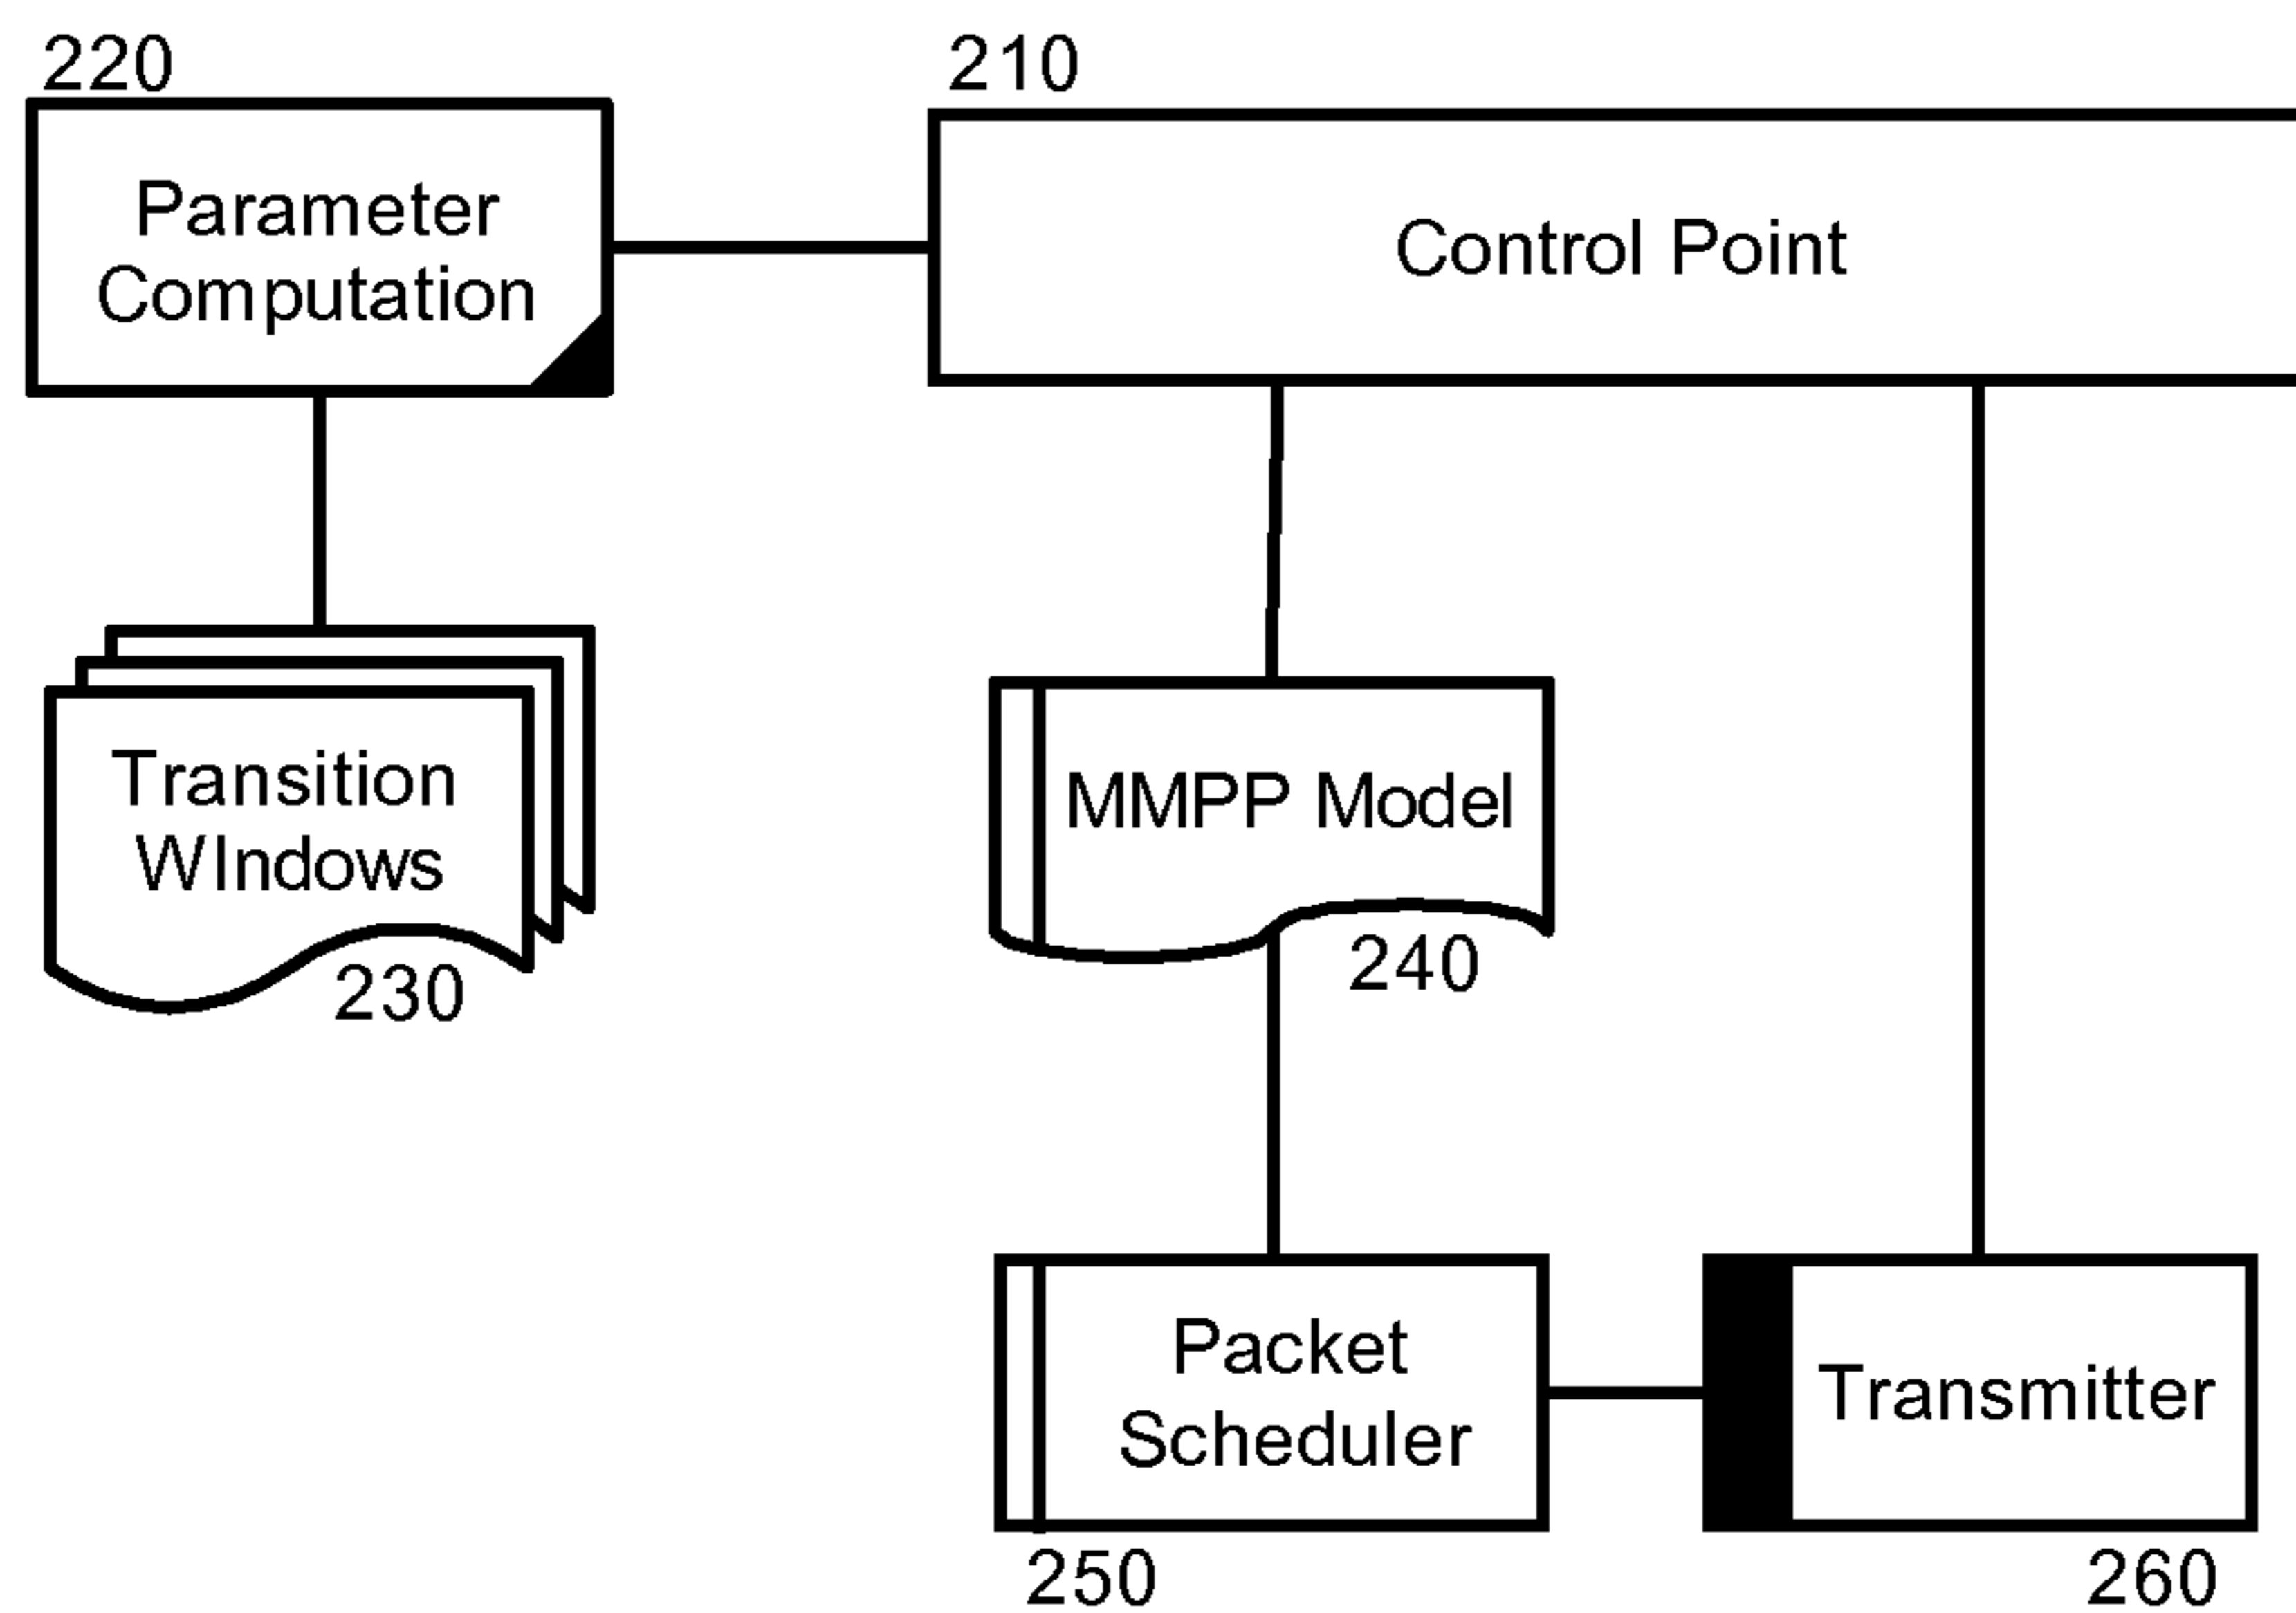 220
210
Parameter
Computation
Control Point
Transition
WIndows
230
MMPP Model
240
Packet
Scheduler
250
Transmitter
260